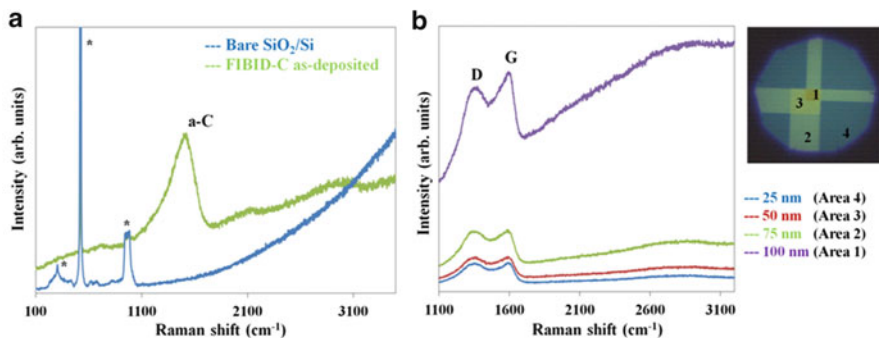 a
*
Bare SiO₂/Si
FIBID-C as-deposited
a-C
*
*
Intensity (arb. units)
100 1100 2100 3100
Raman shift (cm⁻¹)
b
D G
Intensity (arb. units)
1100 1600 2100 2600 3100
Raman shift (cm⁻¹)
1
3
2
4
25 nm (Area 4)
50 nm (Area 3)
75 nm (Area 2)
100 nm (Area 1)